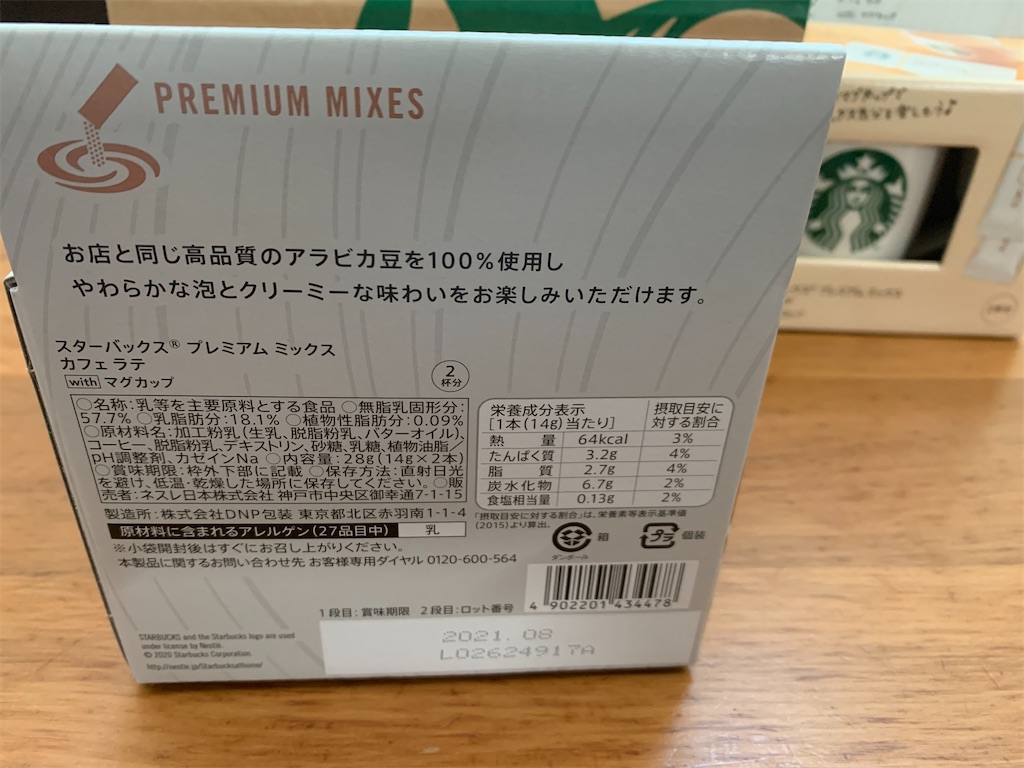 PREMIUM MIXES
お店と同じ高品質のアラビカ豆を100%使用し
やわらかな泡とクリーミーな味わいをお楽しみいただけます。
スターバックス® プレミアム ミックス
カフェ ラテ
with マグカップ
2
杯分
○名称:乳等を主要原料とする食品 ○無脂乳固形分:
57.7% ○乳脂肪分:18.1% ○植物性脂肪分:0.09%
○原材料名:加工粉乳(生乳、脱脂粉乳、バターオイル)、
コーヒー、脱脂粉乳、デキストリン、砂糖、乳糖、植物油脂/
pH調整剤、カゼインNa ○内容量:28g(14g×2本)
○賞味期限:枠外下部に記載 ○保存方法:直射日光
を避け、低温・乾燥した場所に保存してください。○販
売者:ネスレ日本株式会社 神戸市中央区御幸通7-1-15
製造所:株式会社DNP包装 東京都北区赤羽南1-1-4
原材料に含まれるアレルゲン(27品目中) 乳
※小袋開封後はすぐにお召し上がりください。
本製品に関するお問い合わせ先 お客様専用ダイヤル 0120-600-564
栄養成分表示 摂取目安に
[1本(14g)当たり] 対する割合
熱量 64kcal 3%
たんぱく質 3.2g 4%
脂質 2.7g 4%
炭水化物 6.7g 2%
食塩相当量 0.13g 2%
「摂取目安に対する割合」は、栄養素等表示基準値
(2015)より算出。
箱
ダンボール
プラ
個装
4 902201 434478
1段目:賞味期限 2段目:ロット番号
2021.08
L02624917A
STARBUCKS and the Starbucks logo are used
under license by Nestlé.
© 2020 Starbucks Corporation.
http://nestle.jp/Starbucksathome/